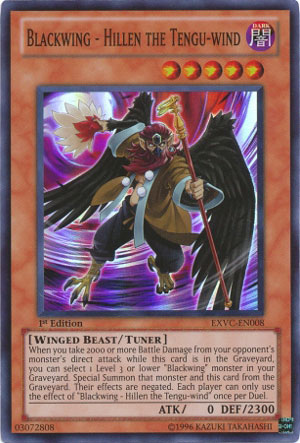 BLACKWING - HILLEN THE TENGU-WIND
DARK
闇
1st Edition
EXVC-EN008
[WINGED BEAST/TUNER]
When you take 2000 or more Battle Damage from your opponent's
monster's direct attack while this card is in the Graveyard,
you can select 1 Level 3 or lower "Blackwing" monster in your
Graveyard. Special Summon that monster and this card from the
Graveyard. Their effects are negated. Each player can only use
the effect of "Blackwing - Hillen the Tengu-wind" once per Duel.
ATK/ 0 DEF/2300
03072808
©1996 KAZUKI TAKAHASHI